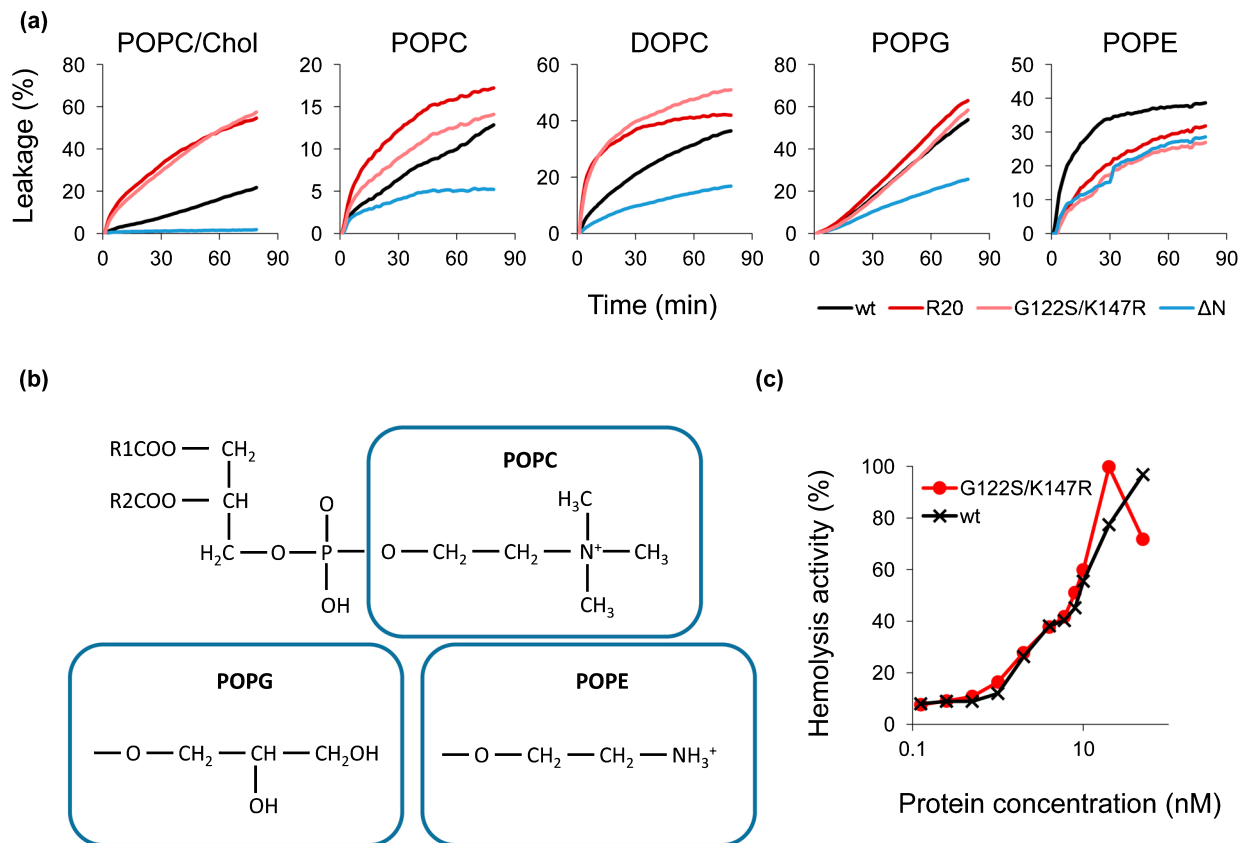 (a)
POPC/Chol POPC DOPC POPG POPE
Leakage (%)
80
60
40
20
0
0 30 60 90
20
15
10
5
0
0 30 60 90
60
40
20
0
0 30 60 90
80
60
40
20
0
0 30 60 90
50
40
30
20
10
0
0 30 60 90
Time (min)
wt R20 G122S/K147R ΔN
(b)
POPC
R1COO CH2
R2COO CH
H2C O P O CH2 CH2 N+ CH3
O
OH
H3C
CH3
POPG
O CH2 CH CH2OH
OH
POPE
O CH2 CH2 NH3+
(c)
Hemolysis activity (%)
100
80
60
40
20
0
G122S/K147R
wt
0.1 10
Protein concentration (nM)